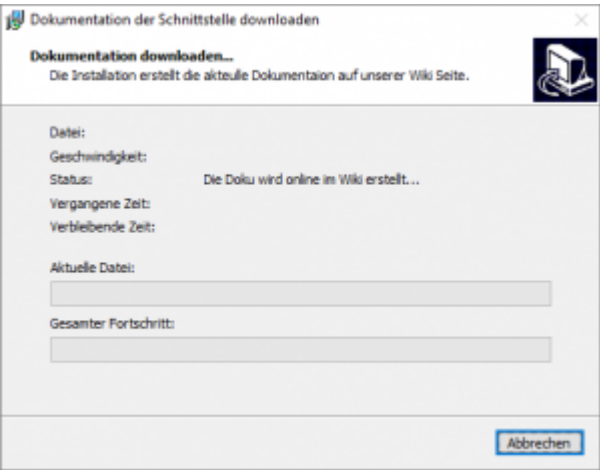 Dokumentation der Schnittstelle downloaden
Dokumentation downloaden...
Die Installation erstellt die akteulle Dokumentaion auf unserer Wiki Seite.
Datei:
Geschwindigkeit:
Status: Die Doku wird online im Wiki erstellt...
Vergangene Zeit:
Verbleibende Zeit:
Aktuelle Datei:
Gesamter Fortschritt:
Abbrechen